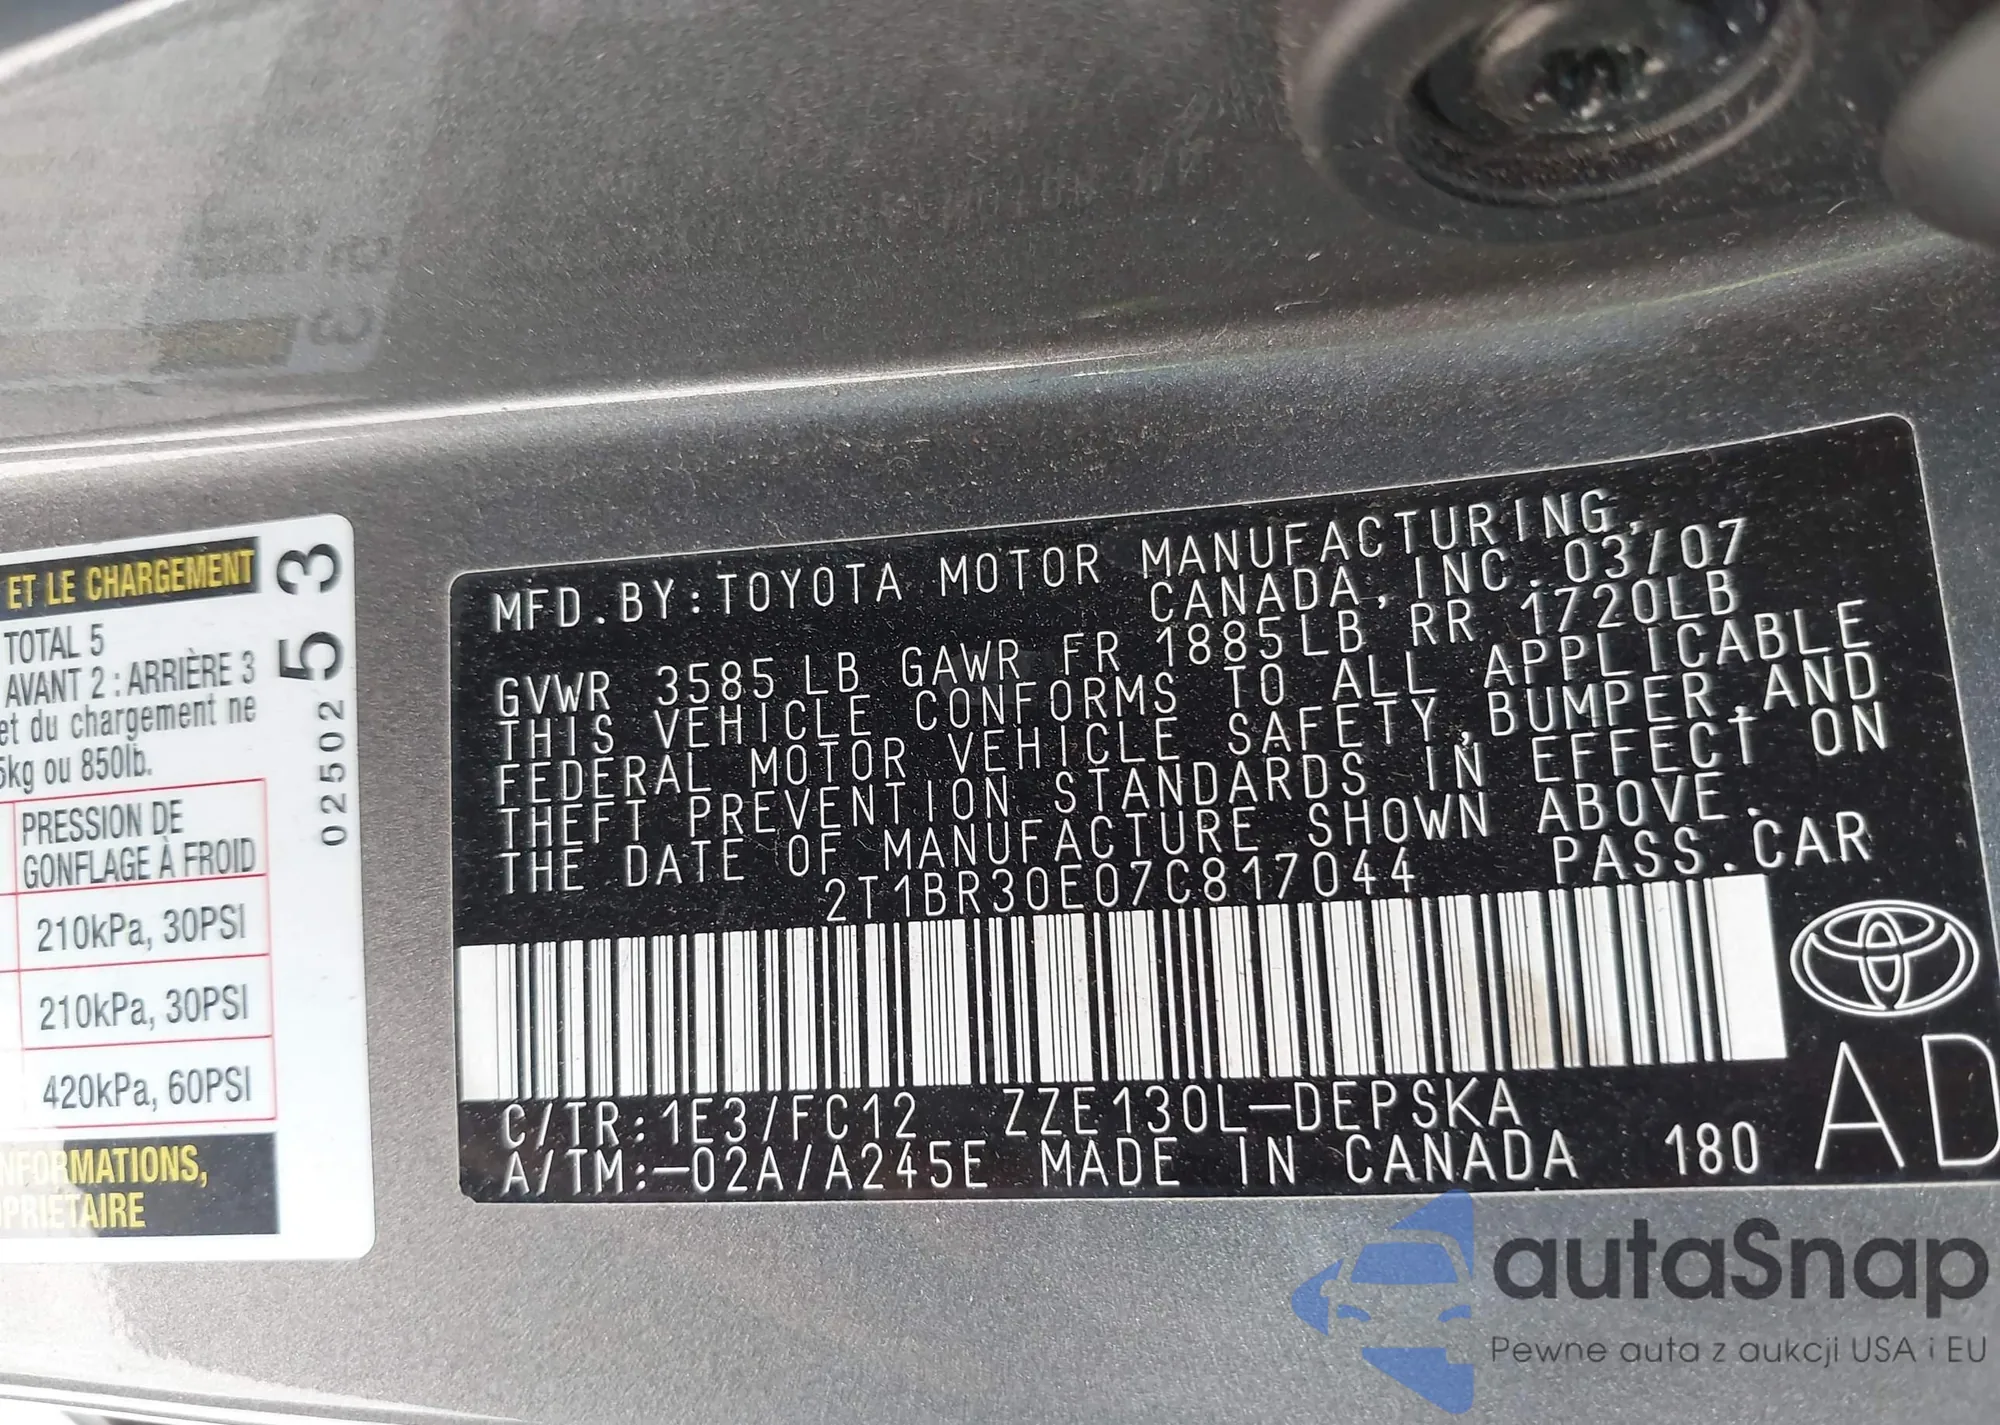 MFD. BY: TOYOTA MOTOR MANUFACTURING,
CANADA, INC. 03/07
GVWR 3585 LB GAWR FR 1885LB RR 1720LB
THIS VEHICLE CONFORMS TO ALL APPLICABLE
FEDERAL MOTOR VEHICLE SAFETY, BUMPER, AND
THEFT PREVENTION STANDARDS IN EFFECT ON
THE DATE OF MANUFACTURE SHOWN ABOVE.
2T1BR30E07C817044 PASS. CAR
C/TR: 1E3/FC12 ZZE130L-DEPSKA
A/TM:-02A/A245E MADE IN CANADA 180
AD
ET LE CHARGEMENT
TOTAL 5
AVANT 2 : ARRIÈRE 3
et du chargement ne
5kg ou 850lb.
PRESSION DE
GONFLAGE À FROID
210kPa, 30PSI
210kPa, 30PSI
420kPa, 60PSI
NFORMATIONS,
OPRIÉTAIRE
02502 5 3
autaSnap
Pewne auta z aukcji USA i EU